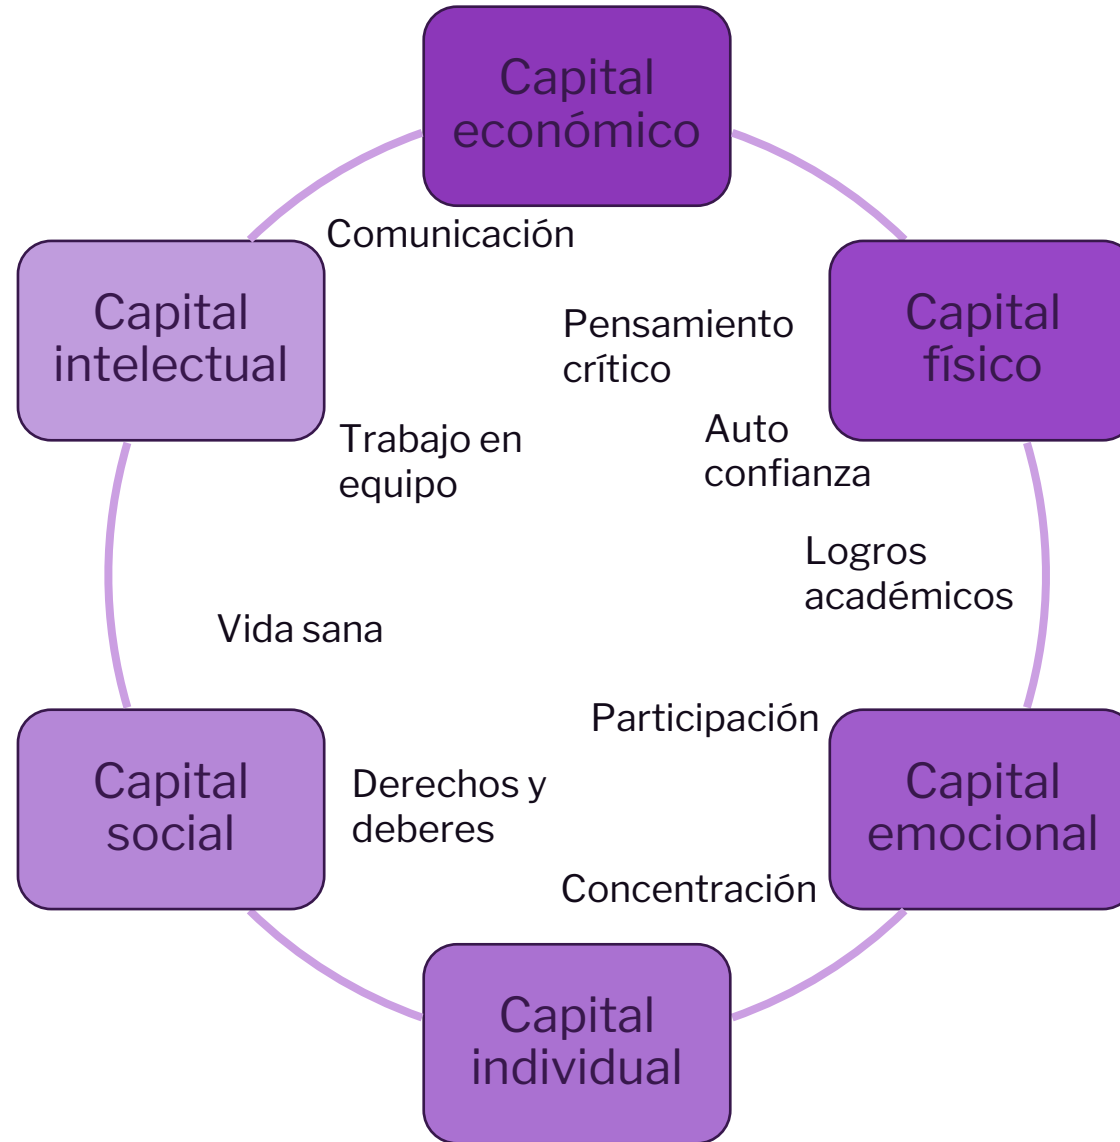 Capital
económico
Comunicación
Capital
intelectual
Pensamiento
crítico
Capital
físico
Trabajo en
equipo
Auto
confianza
Logros
académicos
Vida sana
Participación
Capital
social
Derechos y
deberes
Capital
emocional
Concentración
Capital
individual